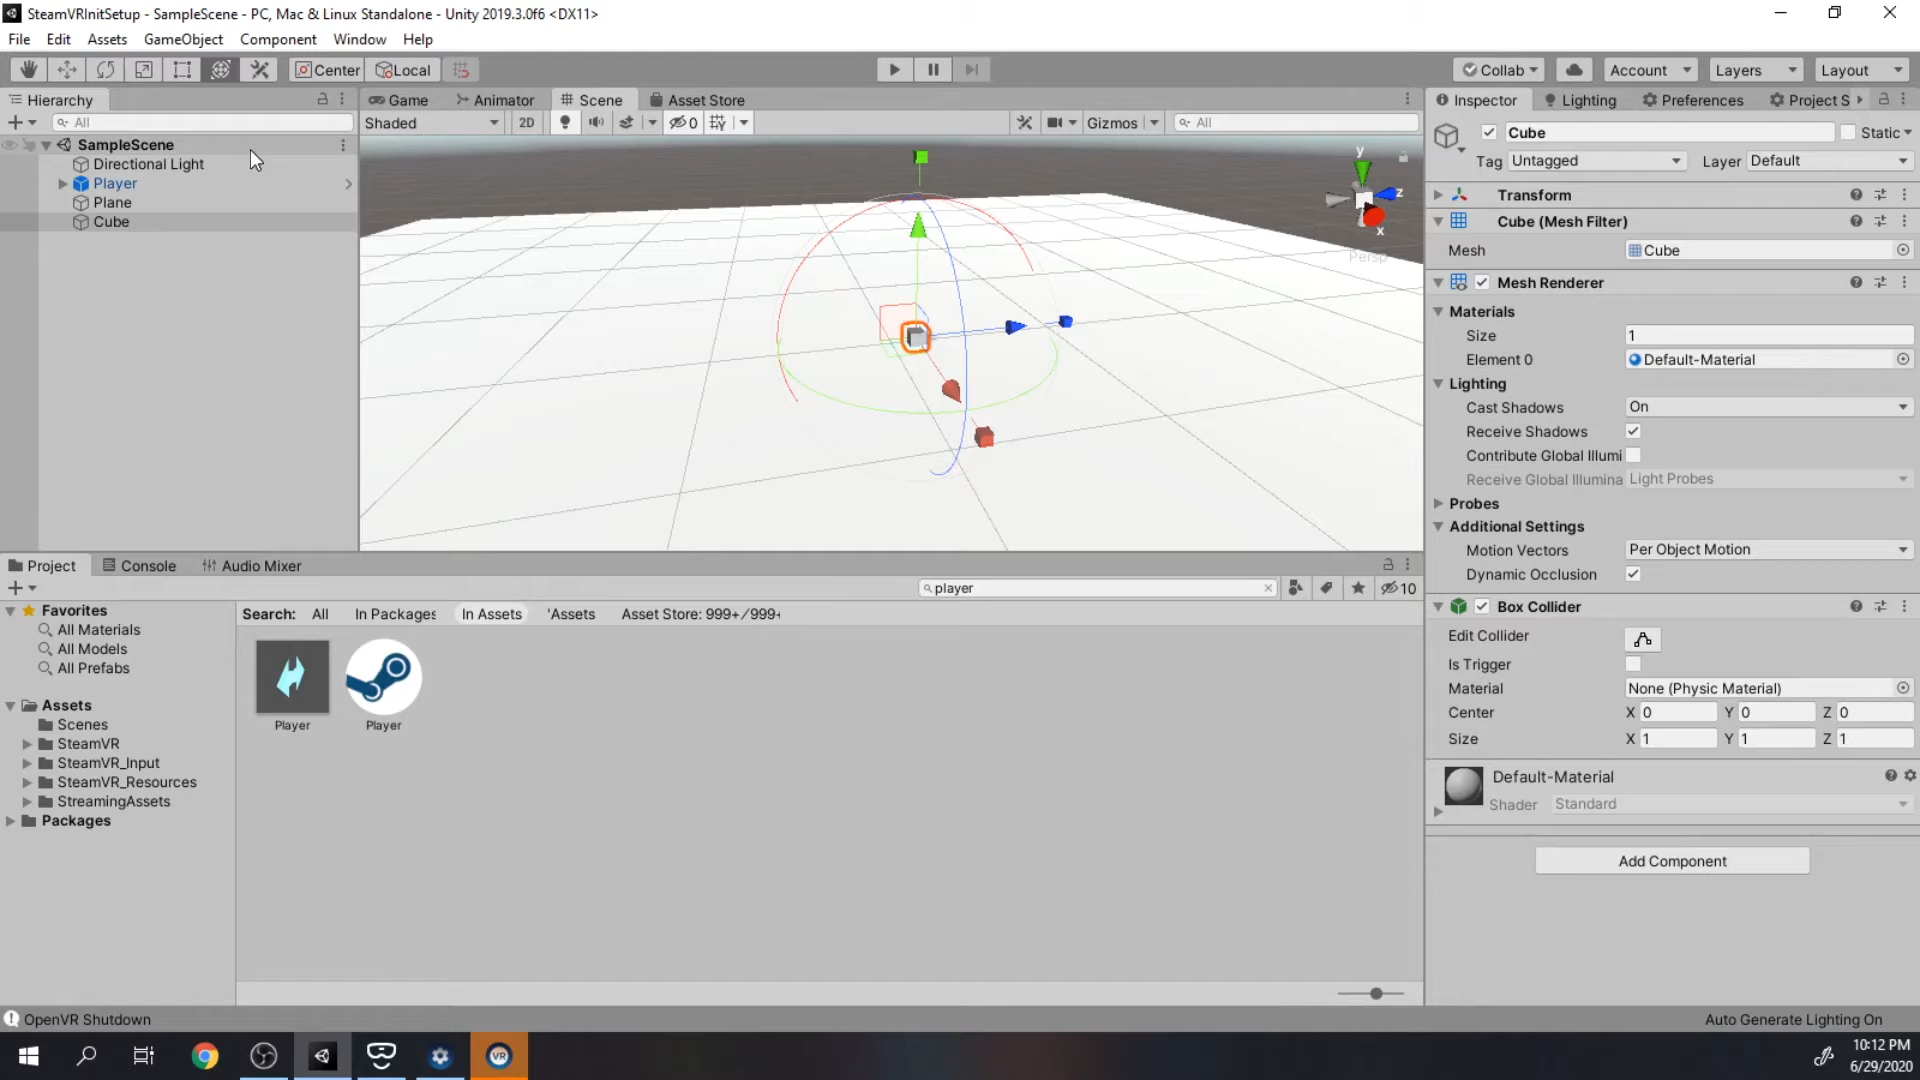 SteamVRInitSetup - SampleScene - PC, Mac & Linux Standalone - Unity 2019.3.0f6 <DX11>
File Edit Assets GameObject Component Window Help
Center Local Collab Account Layers Layout
Hierarchy
All
SampleScene
Directional Light
Player
Plane
Cube
Game Animator Scene Asset Store
Shaded 2D 0 Gizmos All
y
z
x
Persp
Inspector Lighting Preferences Project S
Cube Static
Tag Untagged Layer Default
Transform
Cube (Mesh Filter)
Mesh Cube
Mesh Renderer
Materials
Size 1
Element 0 Default-Material
Lighting
Cast Shadows On
Receive Shadows
Contribute Global Illumi
Receive Global Illumina Light Probes
Probes
Additional Settings
Motion Vectors Per Object Motion
Dynamic Occlusion
Box Collider
Edit Collider
Is Trigger
Material None (Physic Material)
Center X 0 Y 0 Z 0
Size X 1 Y 1 Z 1
Default-Material
Shader Standard
Add Component
Project Console Audio Mixer
player 10
Favorites
All Materials
All Models
All Prefabs
Assets
Scenes
SteamVR
SteamVR_Input
SteamVR_Resources
StreamingAssets
Packages
Search: All In Packages In Assets 'Assets Asset Store: 999+/999+
Player Player
OpenVR Shutdown Auto Generate Lighting On
VR
10:12 PM
6/29/2020